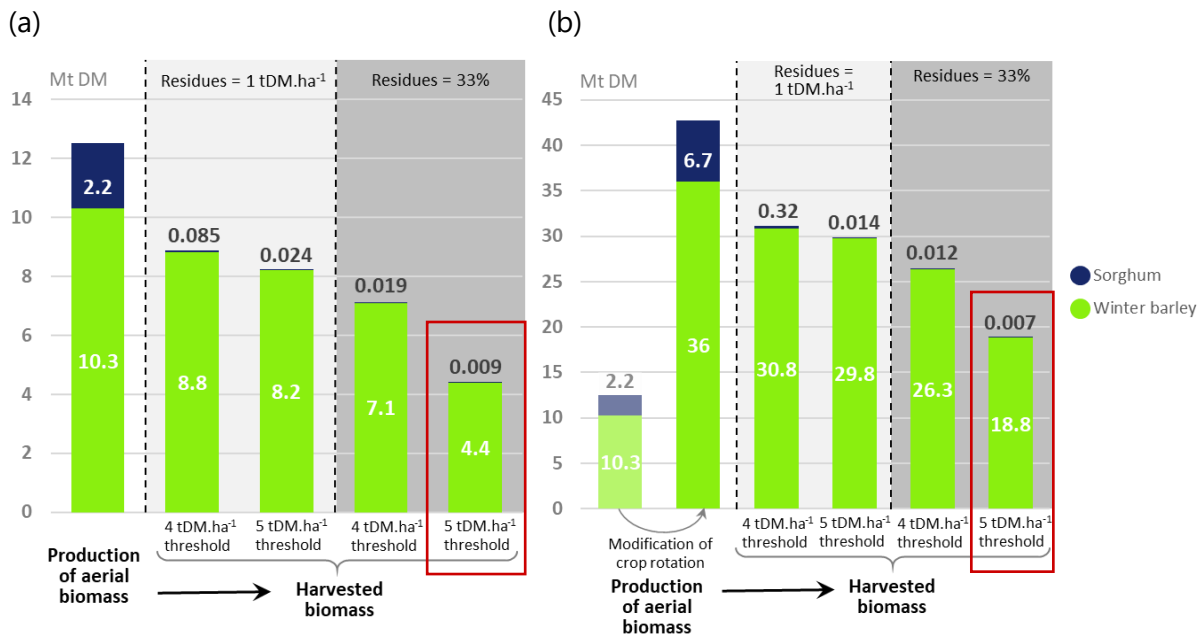 (a)
Mt DM
Residues = 1 tDM.ha⁻¹
Residues = 33%
14
12
10
8
6
4
2
0
2.2
10.3
0.085
8.8
0.024
8.2
0.019
7.1
0.009
4.4
4 tDM.ha⁻¹
threshold
5 tDM.ha⁻¹
threshold
4 tDM.ha⁻¹
threshold
5 tDM.ha⁻¹
threshold
Production
of aerial
biomass
Harvested
biomass
(b)
Mt DM
Residues =
1 tDM.ha⁻¹
Residues = 33%
45
40
35
30
25
20
15
10
5
0
2.2
10.3
6.7
36
0.32
30.8
0.014
29.8
0.012
26.3
0.007
18.8
Modification of
crop rotation
4 tDM.ha⁻¹
threshold
5 tDM.ha⁻¹
threshold
4 tDM.ha⁻¹
threshold
5 tDM.ha⁻¹
threshold
Production
of aerial
biomass
Harvested
biomass
Sorghum
Winter barley